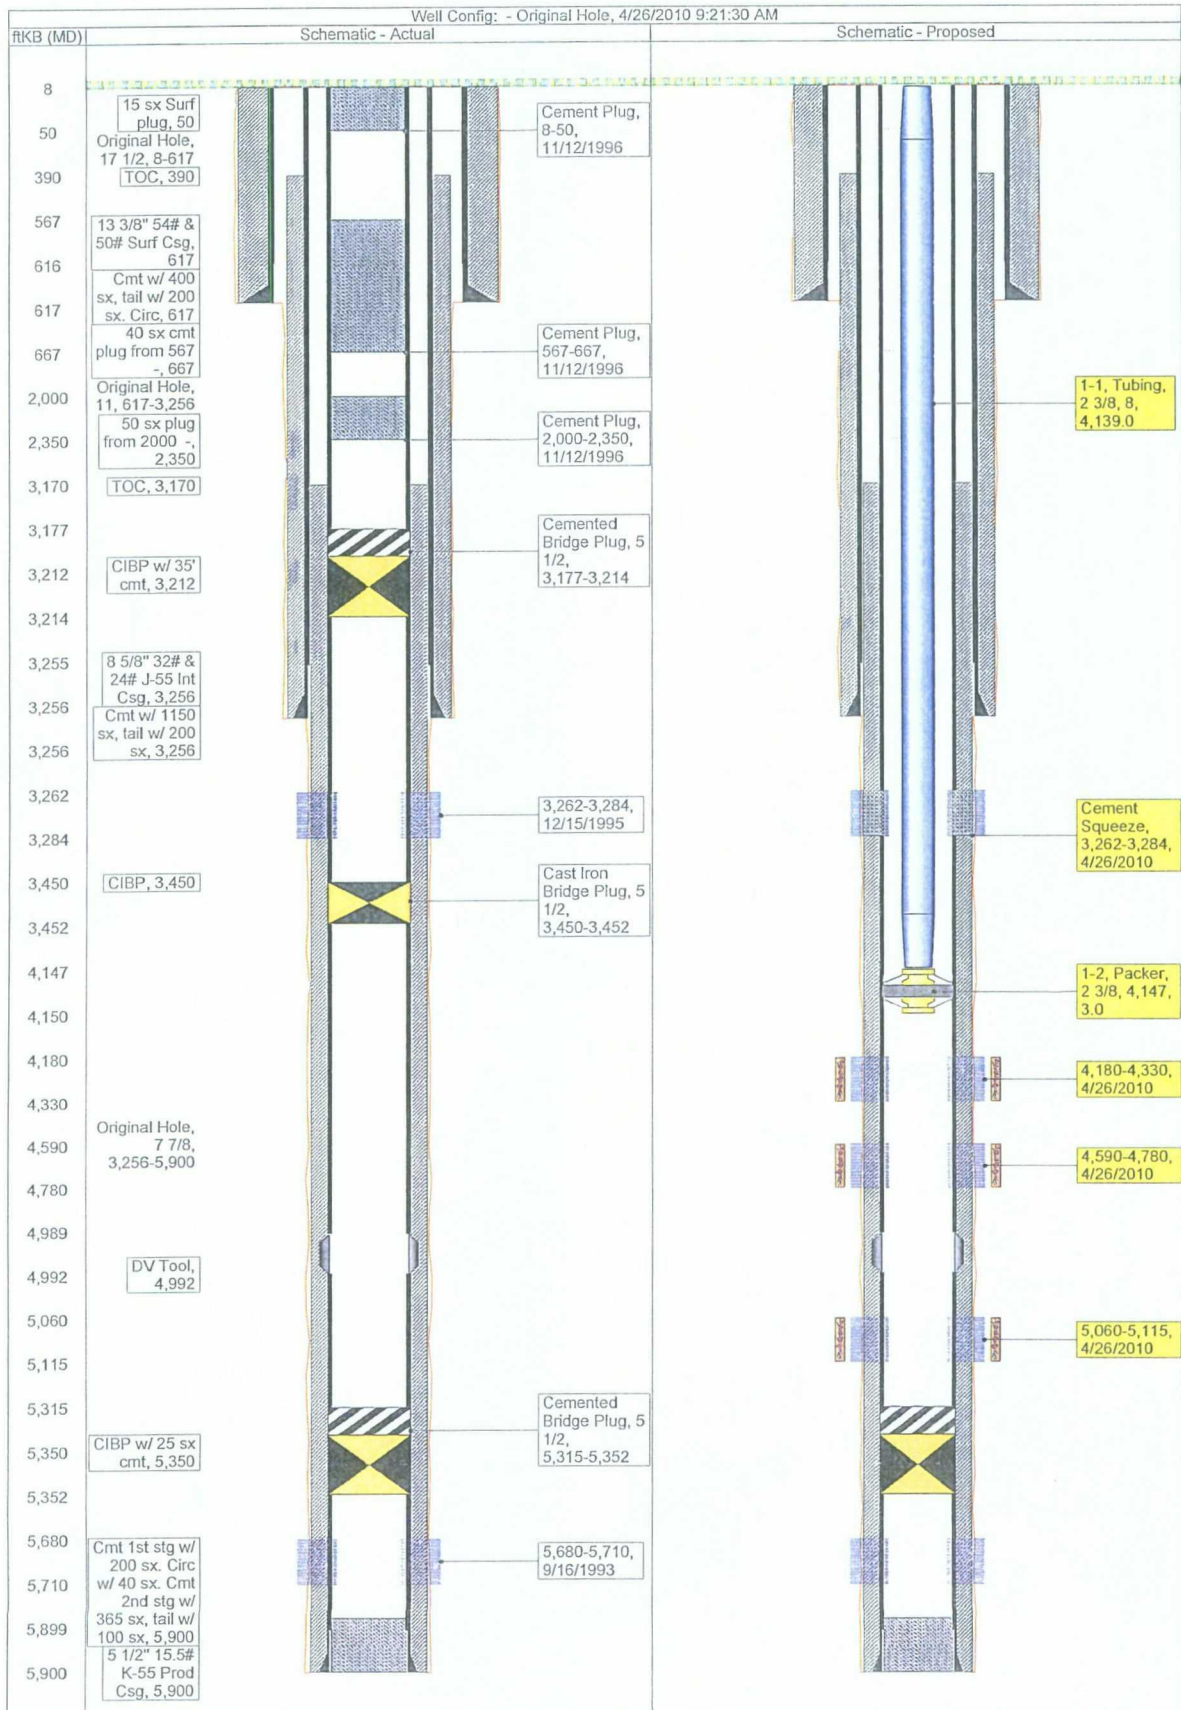 Well Config: - Original Hole, 4/26/2010 9:21:30 AM
ftKB (MD)
Schematic - Actual
Schematic - Proposed
8
50
390
567
616
617
667
2,000
2,350
3,170
3,177
3,212
3,214
3,255
3,256
3,256
3,262
3,284
3,450
3,452
4,147
4,150
4,180
4,330
4,590
4,780
4,989
4,992
5,060
5,115
5,315
5,350
5,352
5,680
5,710
5,899
5,900
15 sx Surf
plug, 50
Original Hole,
17 1/2, 8-617
TOC, 390
13 3/8" 54# &
50# Surf Csg,
617
Cmt w/ 400
sx, tail w/ 200
sx. Circ, 617
40 sx cmt
plug from 567
-, 667
Original Hole,
11, 617-3,256
50 sx plug
from 2000 -,
2,350
TOC, 3,170
CIBP w/ 35'
cmt, 3,212
8 5/8" 32# &
24# J-55 Int
Csg, 3,256
Cmt w/ 1150
sx, tail w/ 200
sx, 3,256
CIBP, 3,450
Original Hole,
7 7/8,
3,256-5,900
DV Tool,
4,992
CIBP w/ 25 sx
cmt, 5,350
Cmt 1st stg w/
200 sx. Circ
w/ 40 sx. Cmt
2nd stg w/
365 sx, tail w/
100 sx, 5,900
5 1/2" 15.5#
K-55 Prod
Csg, 5,900
Cement Plug,
8-50,
11/12/1996
Cement Plug,
567-667,
11/12/1996
Cement Plug,
2,000-2,350,
11/12/1996
Cemented
Bridge Plug, 5
1/2,
3,177-3,214
3,262-3,284,
12/15/1995
Cast Iron
Bridge Plug, 5
1/2,
3,450-3,452
Cemented
Bridge Plug, 5
1/2,
5,315-5,352
5,680-5,710,
9/16/1993
1-1, Tubing,
2 3/8, 8,
4,139.0
Cement
Squeeze,
3,262-3,284,
4/26/2010
1-2, Packer,
2 3/8, 4,147,
3.0
4,180-4,330,
4/26/2010
4,590-4,780,
4/26/2010
5,060-5,115,
4/26/2010